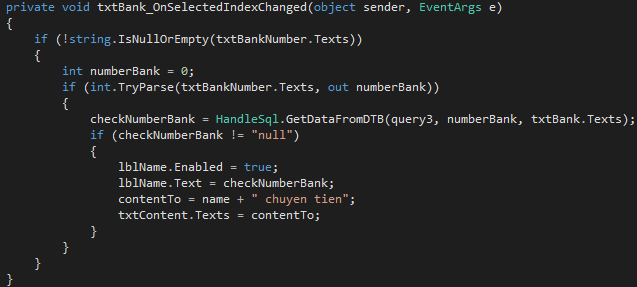 private void txtBank_OnSelectedIndexChanged(object sender, EventArgs e)
{
    if (!string.IsNullOrEmpty(txtBankNumber.Texts))
    {
        int numberBank = 0;
        if (int.TryParse(txtBankNumber.Texts, out numberBank))
        {
            checkNumberBank = HandleSql.GetDataFromDTB(query3, numberBank, txtBank.Texts);
            if (checkNumberBank != "null")
            {
                lblName.Enabled = true;
                lblName.Text = checkNumberBank;
                contentTo = name + " chuyen tien";
                txtContent.Texts = contentTo;
            }
        }
    }
}